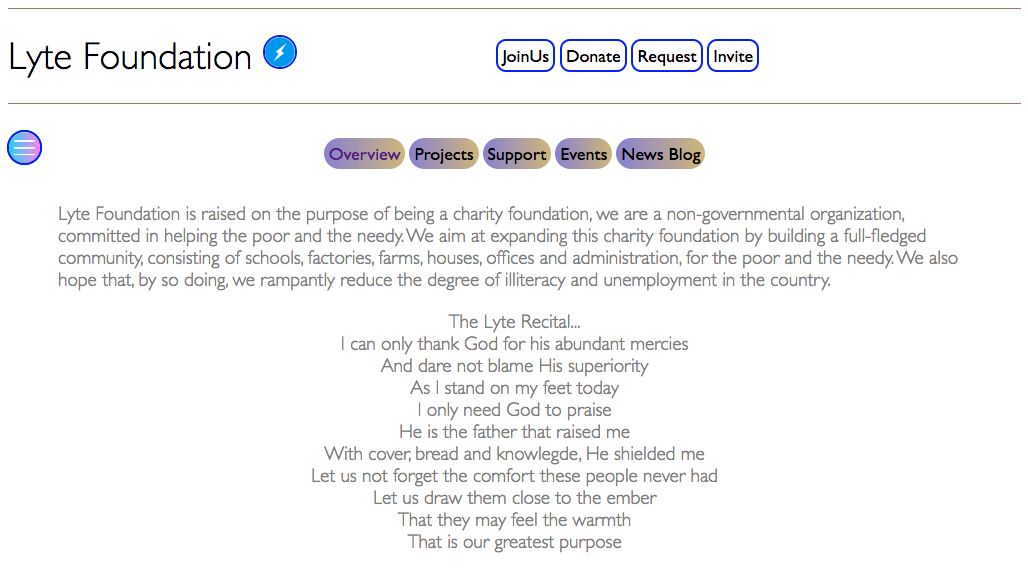 Lyte Foundation
JoinUs Donate Request Invite
Overview Projects Support Events News Blog
Lyte Foundation is raised on the purpose of being a charity foundation, we are a non-governmental organization,
committed in helping the poor and the needy. We aim at expanding this charity foundation by building a full-fledged
community, consisting of schools, factories, farms, houses, offices and administration, for the poor and the needy. We also
hope that, by so doing, we rampantly reduce the degree of illiteracy and unemployment in the country.
The Lyte Recital...
I can only thank God for his abundant mercies
And dare not blame His superiority
As I stand on my feet today
I only need God to praise
He is the father that raised me
With cover, bread and knowlegde, He shielded me
Let us not forget the comfort these people never had
Let us draw them close to the ember
That they may feel the warmth
That is our greatest purpose